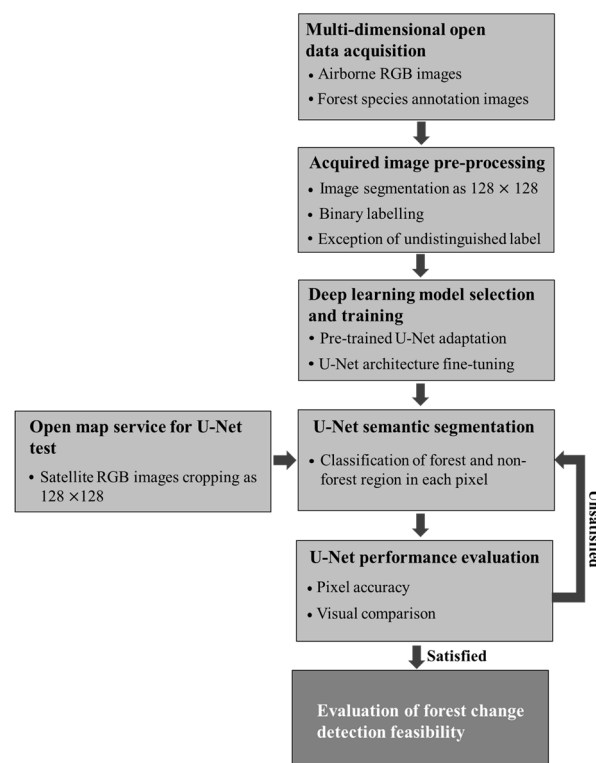 Multi-dimensional open
data acquisition
• Airborne RGB images
• Forest species annotation images
Acquired image pre-processing
• Image segmentation as 128 × 128
• Binary labelling
• Exception of undistinguished label
Deep learning model selection
and training
• Pre-trained U-Net adaptation
• U-Net architecture fine-tuning
Open map service for U-Net
test
• Satellite RGB images cropping as
128 ×128
U-Net semantic segmentation
• Classification of forest and non-
forest region in each pixel
Unsatisfied
U-Net performance evaluation
• Pixel accuracy
• Visual comparison
Satisfied
Evaluation of forest change
detection feasibility